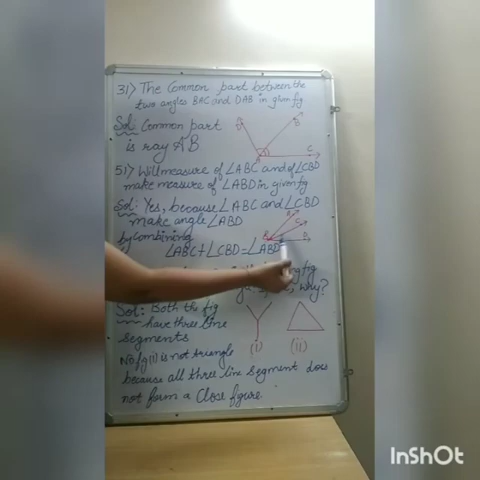 31) The Common part between the
two angles BAC and DAB in given fig
Sol: Common part
is ray AB
D
B
A
C
51) Will measure of ∠ABC and of ∠CBD
make measure of ∠ABD in given fig
Sol: Yes, because ∠ABC and ∠CBD
make angle ∠ABD
by combining
A
C
B
D
∠ABC+∠CBD=∠ABD
fig
why?
Sol: Both the fig
have three line
segments
(i)
(ii)
No, fig(i) is not triangle
because all three line segment does
not form a Close figure.
InShOt